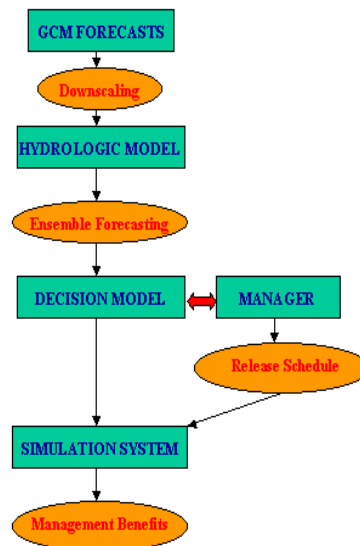 GCM FORECASTS
Downscaling
HYDROLOGIC MODEL
Ensemble Forecasting
DECISION MODEL
MANAGER
Release Schedule
SIMULATION SYSTEM
Management Benefits